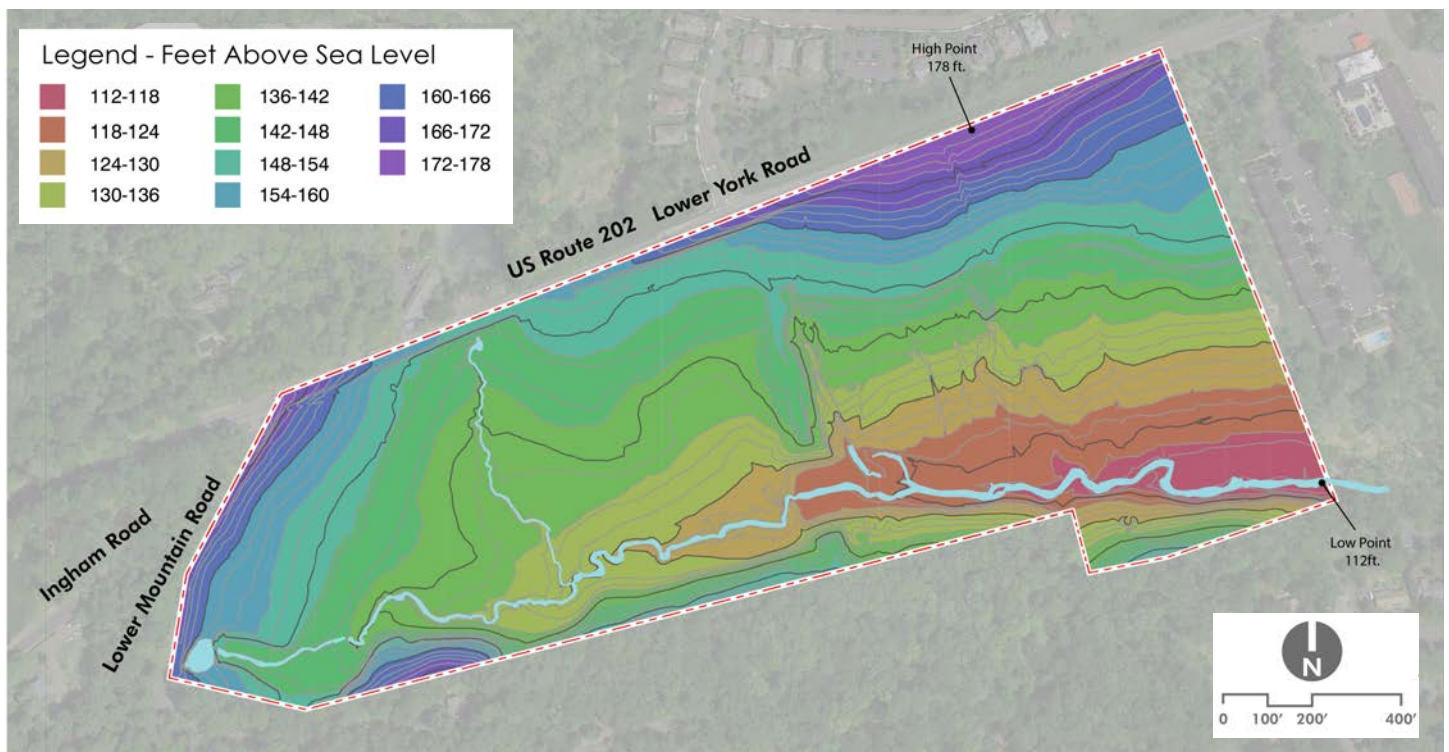 Legend - Feet Above Sea Level
112-118
118-124
124-130
130-136
136-142
142-148
148-154
154-160
160-166
166-172
172-178
High Point
178 ft.
US Route 202 Lower York Road
Ingham Road
Lower Mountain Road
Low Point
112ft.
N
0 100' 200' 400'